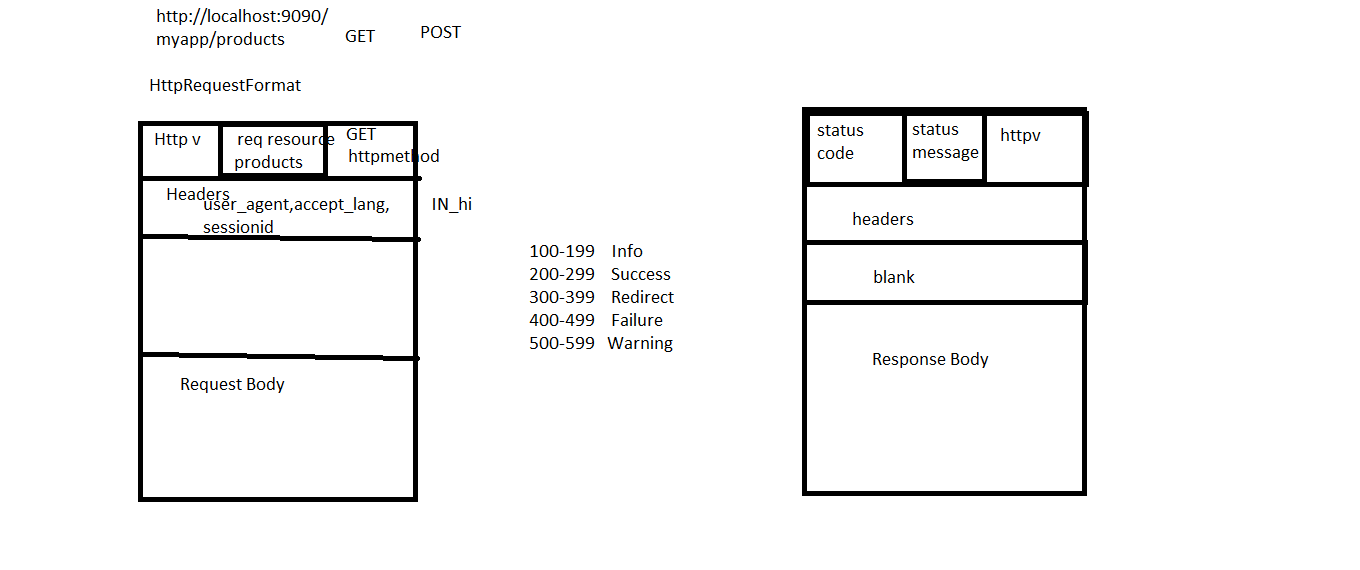 http://localhost:9090/
myapp/products
GET
POST
HttpRequestFormat
Http v
req resource
products
GET
httpmethod
Headers
user_agent,accept_lang,
sessionid
IN_hi
100-199 Info
200-299 Success
300-399 Redirect
400-499 Failure
500-599 Warning
Request Body
status
code
status
message
httpv
headers
blank
Response Body